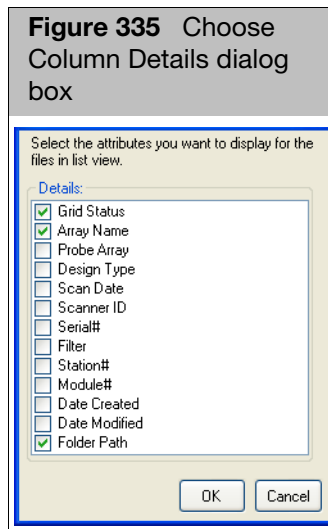 Figure 335 Choose
Column Details dialog
box
Select the attributes you want to display for the
files in list view.
Details:
Grid Status
Array Name
Probe Array
Design Type
Scan Date
Scanner ID
Serial#
Filter
Station#
Module#
Date Created
Date Modified
Folder Path
OK Cancel